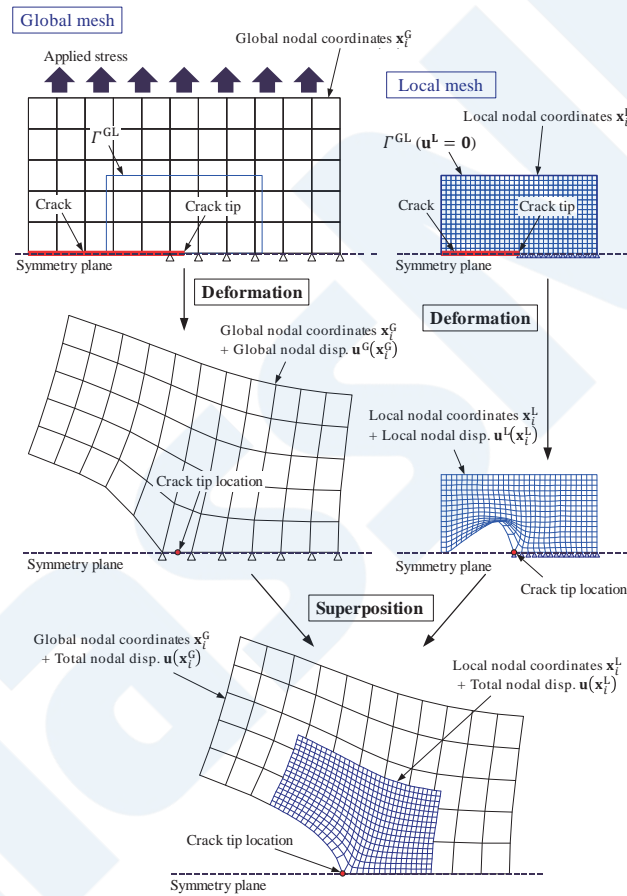 Global mesh
Global nodal coordinates x_i^G
Applied stress
Γ^GL
Crack
Crack tip
Symmetry plane
Local mesh
Local nodal coordinates x_i^L
Γ^GL (u^L = 0)
Crack
Crack tip
Symmetry plane
Deformation
Deformation
Global nodal coordinates x_i^G
+ Global nodal disp. u^G(x_i^G)
Crack tip location
Symmetry plane
Local nodal coordinates x_i^L
+ Local nodal disp. u^L(x_i^L)
Symmetry plane
Crack tip location
Superposition
Global nodal coordinates x_i^G
+ Total nodal disp. u(x_i^G)
Local nodal coordinates x_i^L
+ Total nodal disp. u(x_i^L)
Crack tip location
Symmetry plane